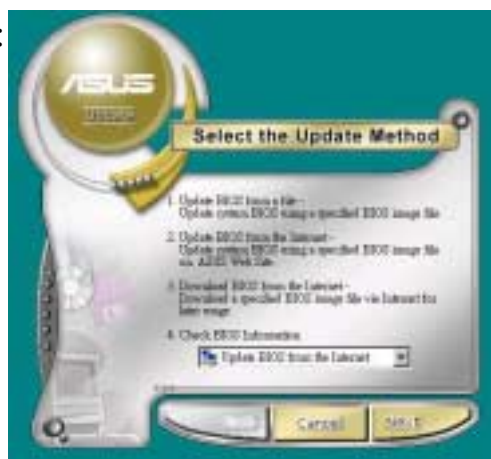 :
ASUS
Update
Select the Update Method
1. Update BIOS from a file -
Update system BIOS using a specified BIOS image file
2. Update BIOS from the Internet -
Update system BIOS using a specified BIOS image file
via ASUS Web Site
3. Download BIOS from the Internet -
Download a specified BIOS image file via Internet for
later usage
4. Check BIOS Information
Update BIOS from the Internet
Cancel
Next